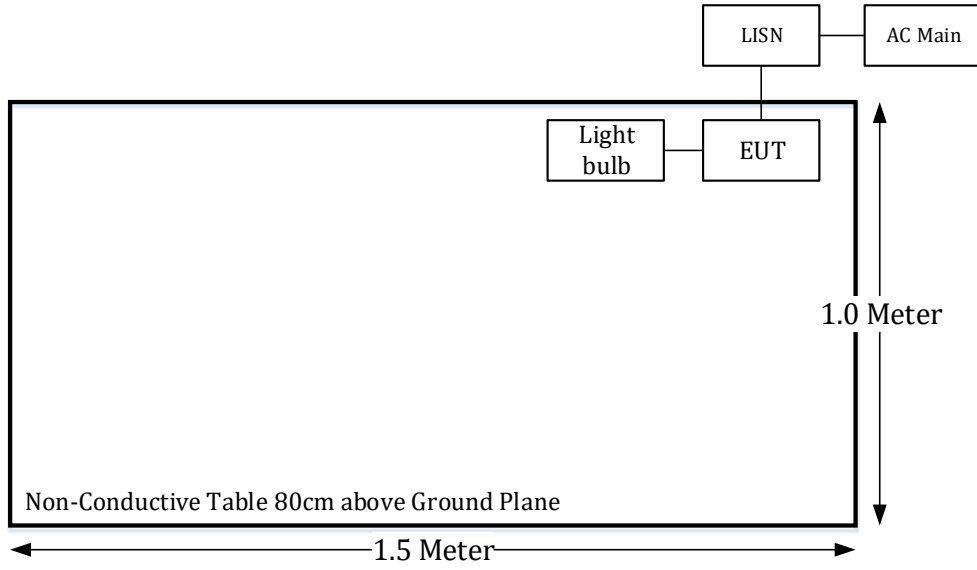 LISN
AC Main
Light
bulb
EUT
1.0 Meter
Non-Conductive Table 80cm above Ground Plane
1.5 Meter